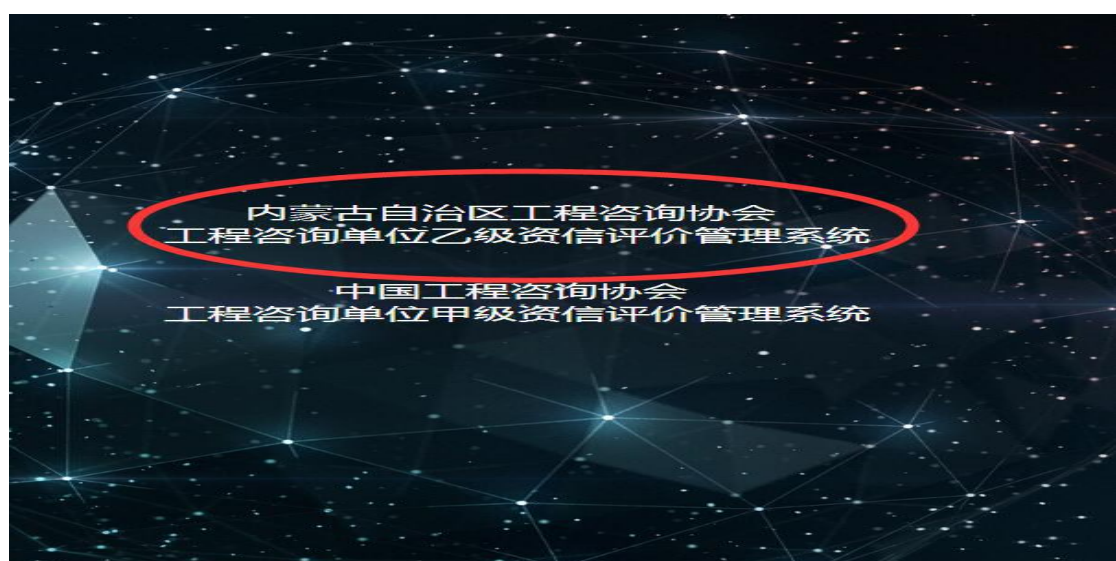 内蒙古自治区工程咨询协会
工程咨询单位乙级资信评价管理系统
中国工程咨询协会
工程咨询单位甲级资信评价管理系统